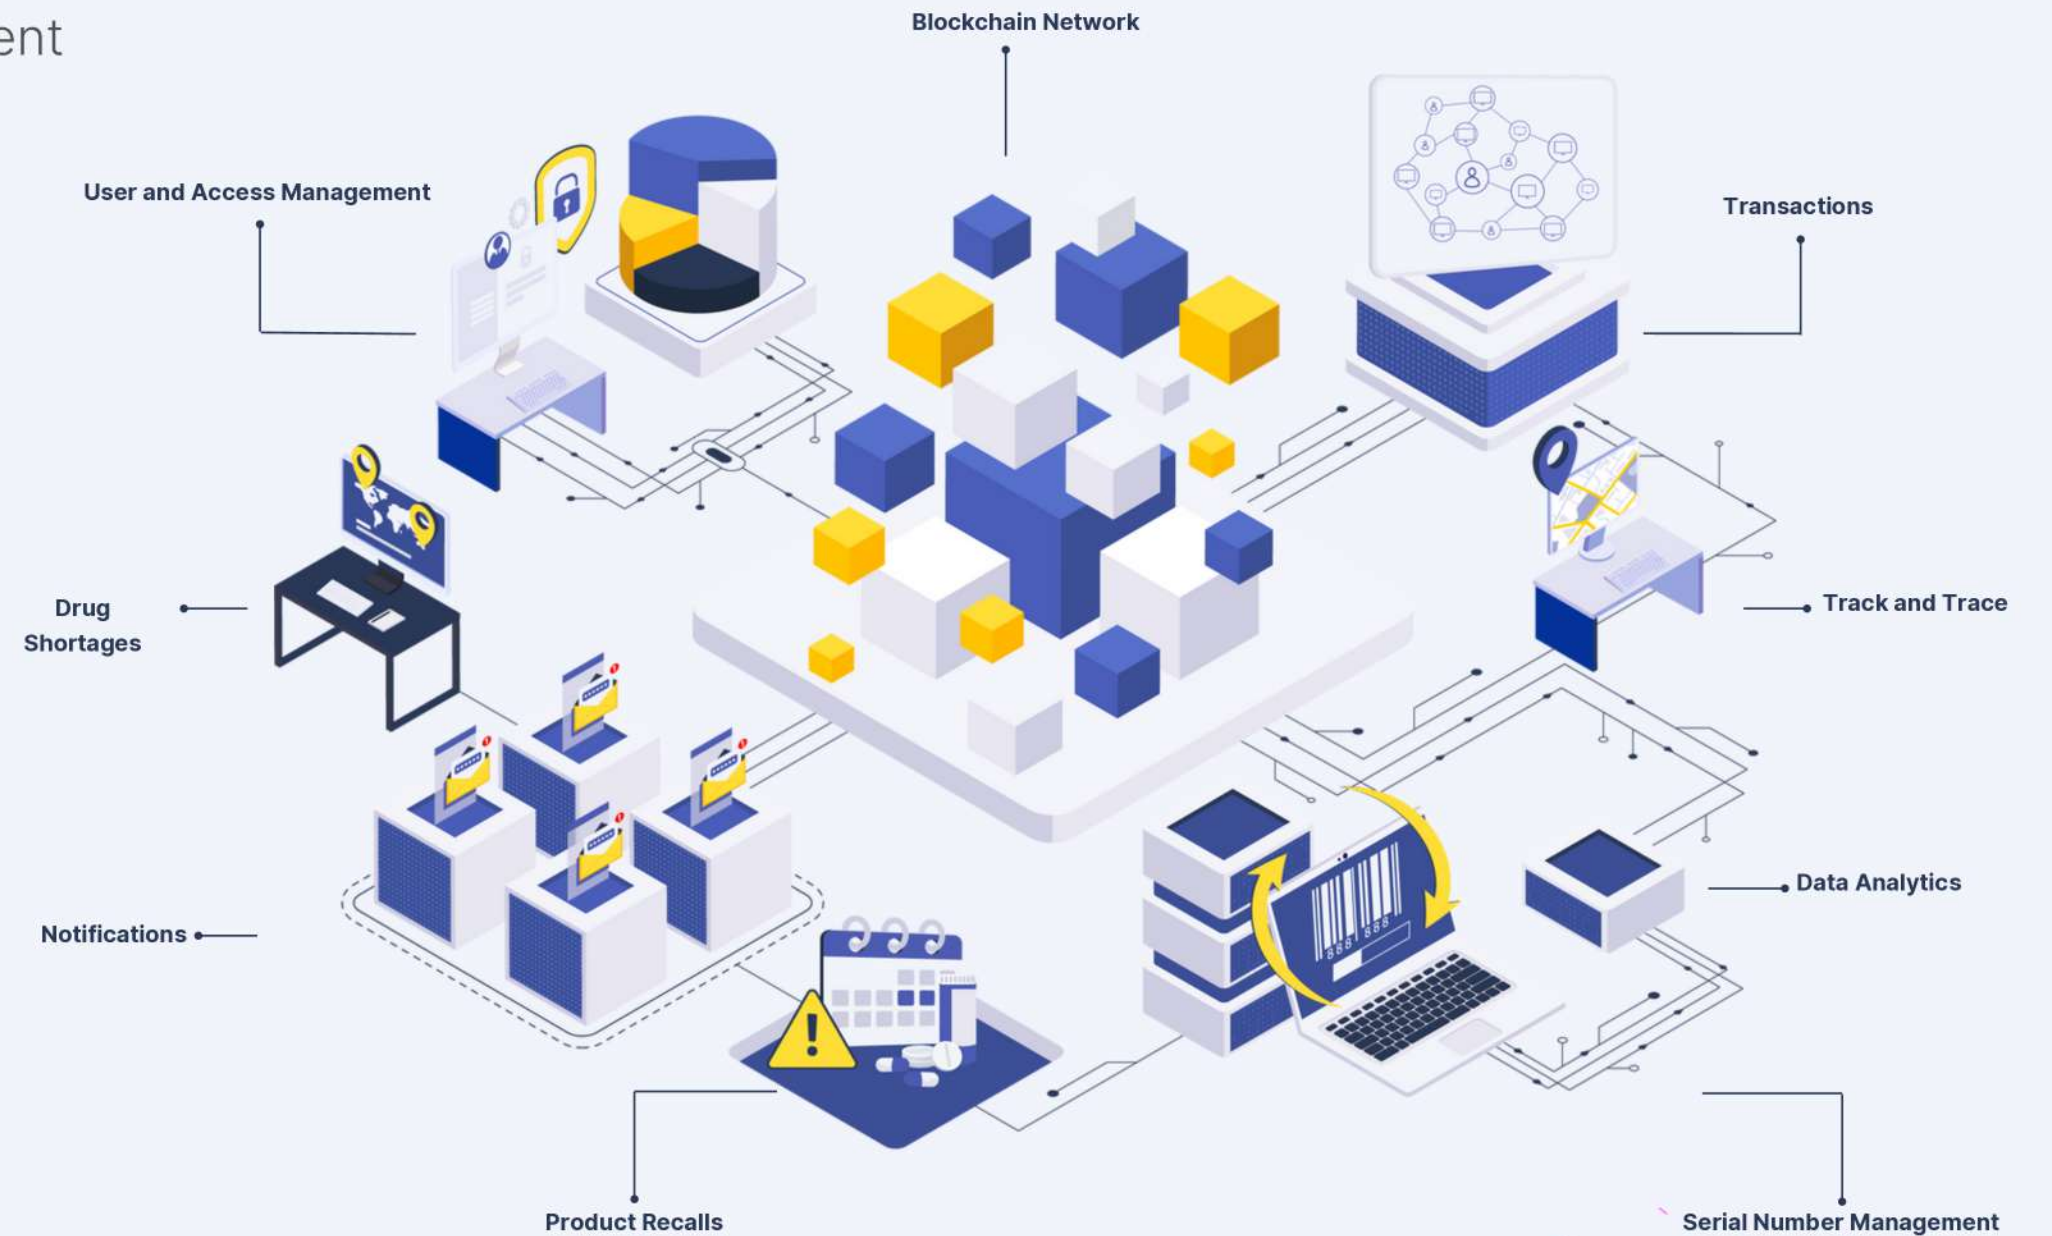 ent
Blockchain Network
User and Access Management
Transactions
Drug
Shortages
Track and Trace
Data Analytics
Notifications
Product Recalls
Serial Number Management